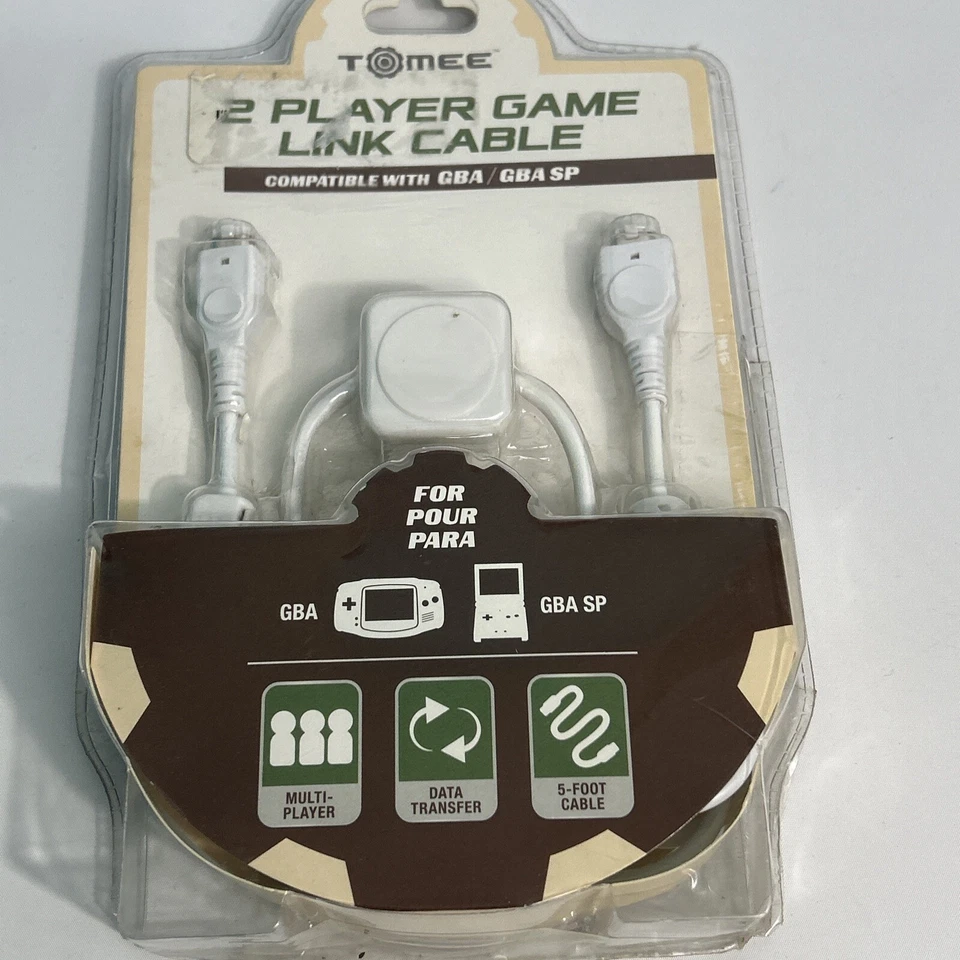 TOMEE™
2 PLAYER GAME
LINK CABLE
COMPATIBLE WITH GBA / GBA SP
FOR
POUR
PARA
GBA
GBA SP
MULTI-
PLAYER
DATA
TRANSFER
5-FOOT
CABLE